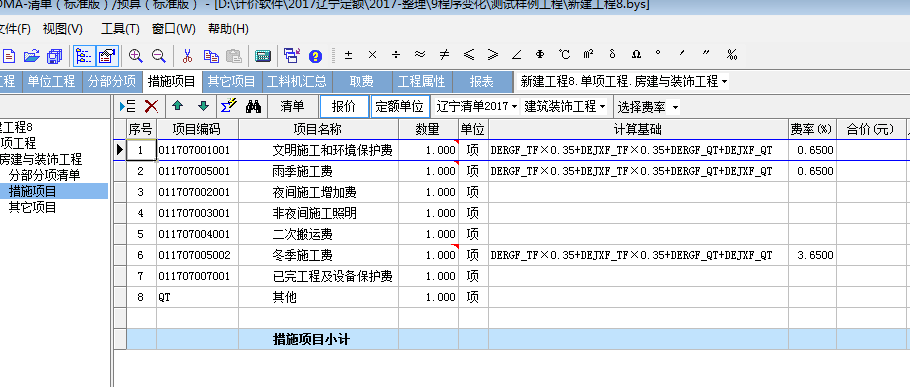 OMA-清单（标准版）/预算（标准版） - [D:\计价软件\2017辽宁定额\2017-整理\9程序变化\测试样例工程\新建工程8.bys]
文件(F) 视图(V) 工具(T) 窗口(W) 帮助(H)
± × ÷ ~ ≈ ≠ ≤ ≥ ∠ Φ ℃ m² m³ δ Ω ° ′ ″ ‰
工程 单位工程 分部分项 措施项目 其它项目 工料机汇总 取费 工程属性 报表 新建工程8. 单项工程. 房建与装饰工程
清单 报价 定额单位 辽宁清单2017 建筑装饰工程 选择费率
建工程8
项工程
房建与装饰工程
分部分项清单
措施项目
其它项目
序号 项目编码 项目名称 数量 单位 计算基础 费率(%) 合价(元)
1 011707001001 文明施工和环境保护费 1.000 项 DERGF_TF×0.35+DEJXF_TF×0.35+DERGF_QT+DEJXF_QT 0.6500
2 011707005001 雨季施工费 1.000 项 DERGF_TF×0.35+DEJXF_TF×0.35+DERGF_QT+DEJXF_QT 0.6500
3 011707002001 夜间施工增加费 1.000 项
4 011707003001 非夜间施工照明 1.000 项
5 011707004001 二次搬运费 1.000 项
6 011707005002 冬季施工费 1.000 项 DERGF_TF×0.35+DEJXF_TF×0.35+DERGF_QT+DEJXF_QT 3.6500
7 011707007001 已完工程及设备保护费 1.000 项
8 QT 其他 1.000 项
措施项目小计